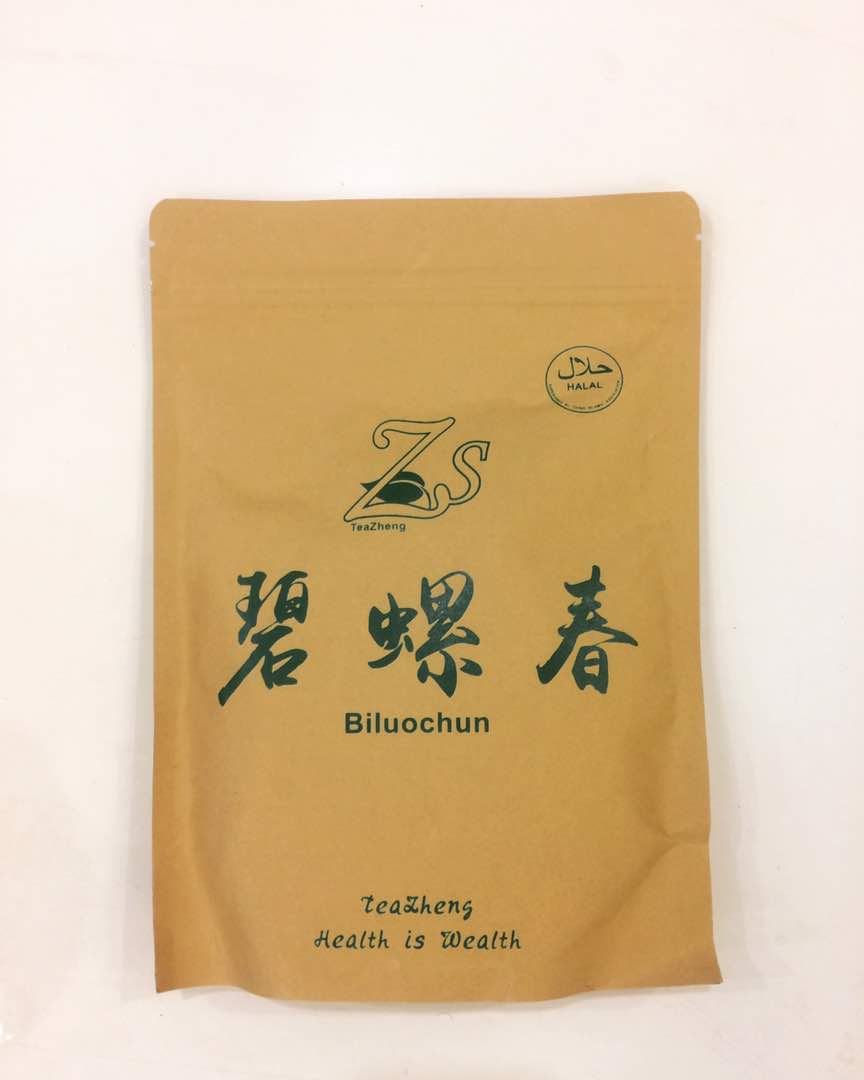 حلال
HALAL
Zs
TeaZheng
碧螺春
Biluochun
TeaZheng
Health is Wealth